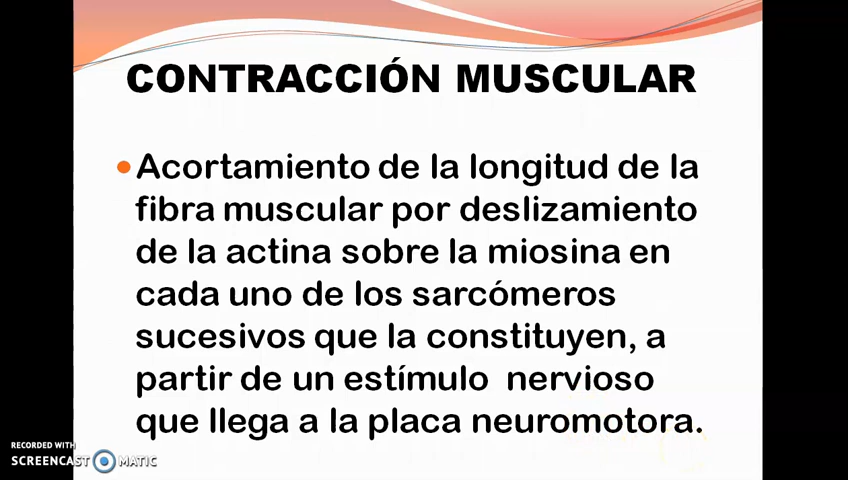 CONTRACCIÓN MUSCULAR
Acortamiento de la longitud de la
fibra muscular por deslizamiento
de la actina sobre la miosina en
cada uno de los sarcómeros
sucesivos que la constituyen, a
partir de un estímulo nervioso
que llega a la placa neuromotora.
RECORDED WITH
SCREENCAST MATIC